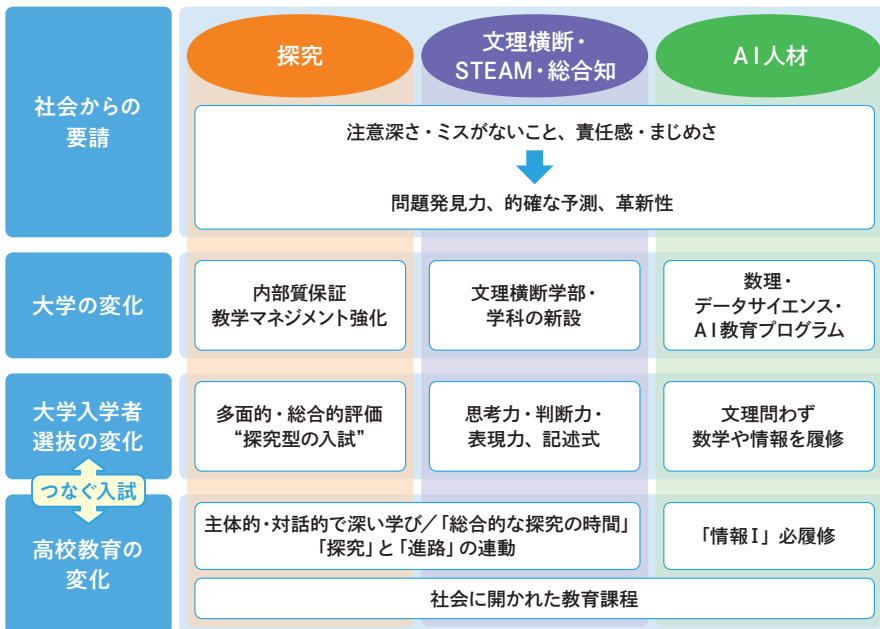 探究
文理横断・
STEAM・総合知
AI人材
社会からの
要請
注意深さ・ミスがないこと、責任感・まじめさ
問題発見力、的確な予測、革新性
大学の変化
内部質保証
教学マネジメント強化
文理横断学部・
学科の新設
数理・
データサイエンス・
AI教育プログラム
大学入学者
選抜の変化
多面的・総合的評価
“探究型の入試”
思考力・判断力・
表現力、記述式
文理問わず
数学や情報を履修
つなぐ入試
高校教育の
変化
主体的・対話的で深い学び/「総合的な探究の時間」
「探究」と「進路」の連動
「情報I」必履修
社会に開かれた教育課程